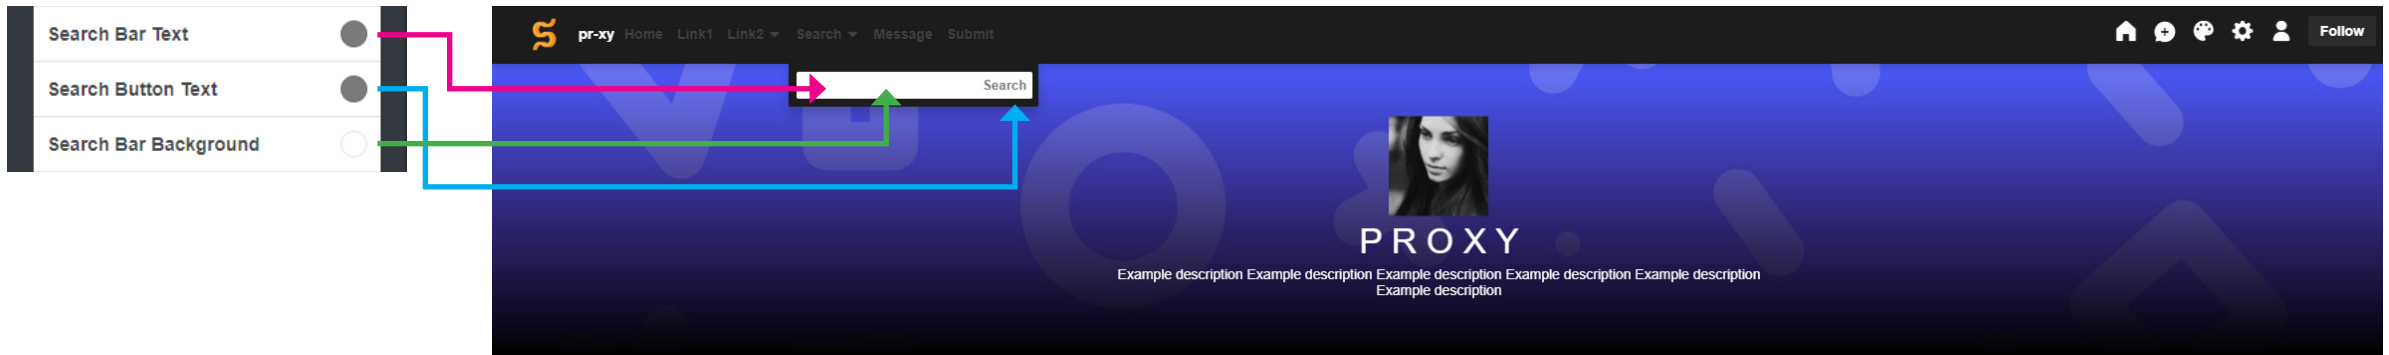 Search Bar Text
Search Button Text
Search Bar Background
pr-xy Home Link1 Link2 Search Message Submit Follow
Search
PROXY
Example description Example description Example description Example description Example description
Example description